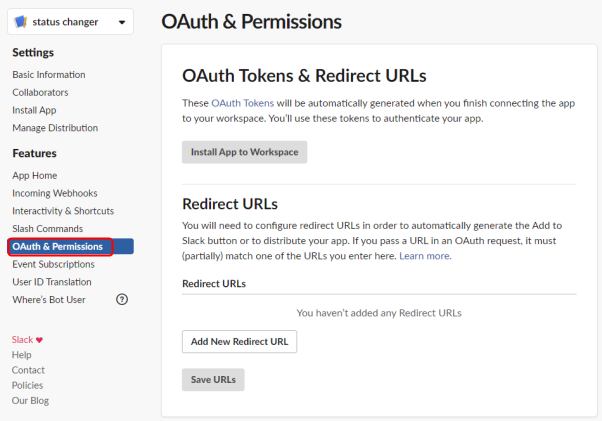 status changer
Settings
Basic Information
Collaborators
Install App
Manage Distribution
Features
App Home
Incoming Webhooks
Interactivity & Shortcuts
Slash Commands
OAuth & Permissions
Event Subscriptions
User ID Translation
Where's Bot User
?
Slack ♥
Help
Contact
Policies
Our Blog
OAuth & Permissions
OAuth Tokens & Redirect URLs
These OAuth Tokens will be automatically generated when you finish connecting the app
to your workspace. You'll use these tokens to authenticate your app.
Install App to Workspace
Redirect URLs
You will need to configure redirect URLs in order to automatically generate the Add to
Slack button or to distribute your app. If you pass a URL in an OAuth request, it must
(partially) match one of the URLs you enter here. Learn more.
Redirect URLs
You haven't added any Redirect URLs
Add New Redirect URL
Save URLs